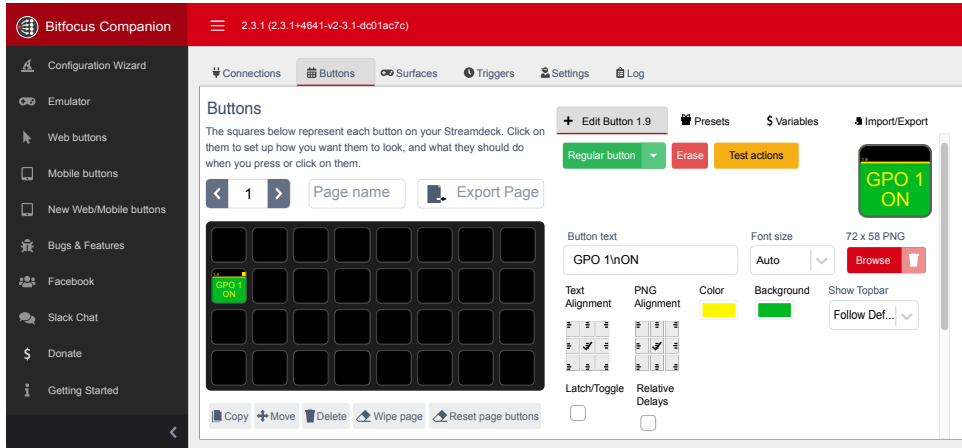 Bitfocus Companion
2.3.1 (2.3.1+4641-v2-3.1-dc01ac7c)
Configuration Wizard
Emulator
Web buttons
Mobile buttons
New Web/Mobile buttons
Bugs & Features
Facebook
Slack Chat
$ Donate
Getting Started
Connections
Buttons
Surfaces
Triggers
Settings
Log
Buttons
The squares below represent each button on your Streamdeck. Click on
them to set up how you want them to look, and what they should do
when you press or click on them.
1
Page name
Export Page
1.9
GPO 1
ON
Copy
Move
Delete
Wipe page
Reset page buttons
+ Edit Button 1.9
Presets
$ Variables
Import/Export
Regular button
Erase
Test actions
1.9
GPO 1
ON
Button text
Font size
72 x 58 PNG
GPO 1\nON
Auto
Browse
Text
Alignment
PNG
Alignment
Color
Background
Show Topbar
Follow Def...
Latch/Toggle
Relative
Delays